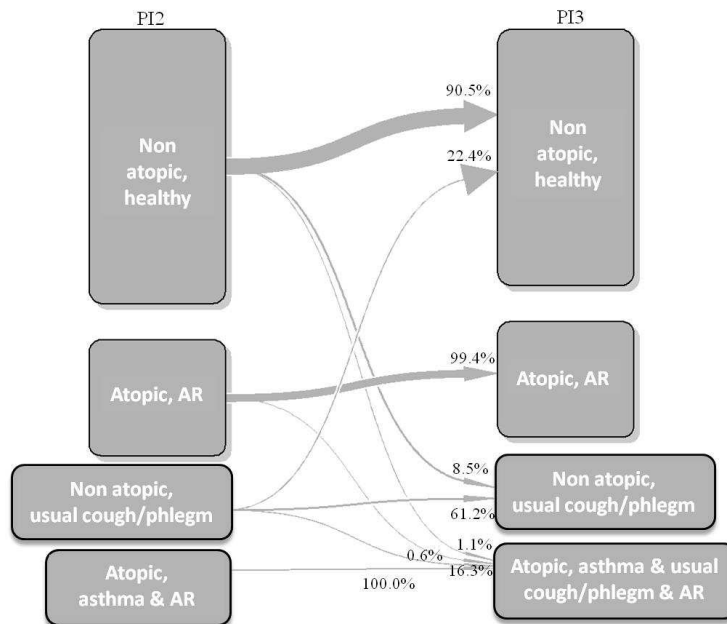 PI2
PI3
Non
atopic,
healthy
90.5%
22.4%
Non
atopic,
healthy
Atopic, AR
99.4%
Atopic, AR
Non atopic,
usual cough/phlegm
8.5%
61.2%
Non atopic,
usual cough/phlegm
Atopic,
asthma & AR
1.1%
0.6%
16.3%
100.0%
Atopic, asthma & usual
cough/phlegm & AR